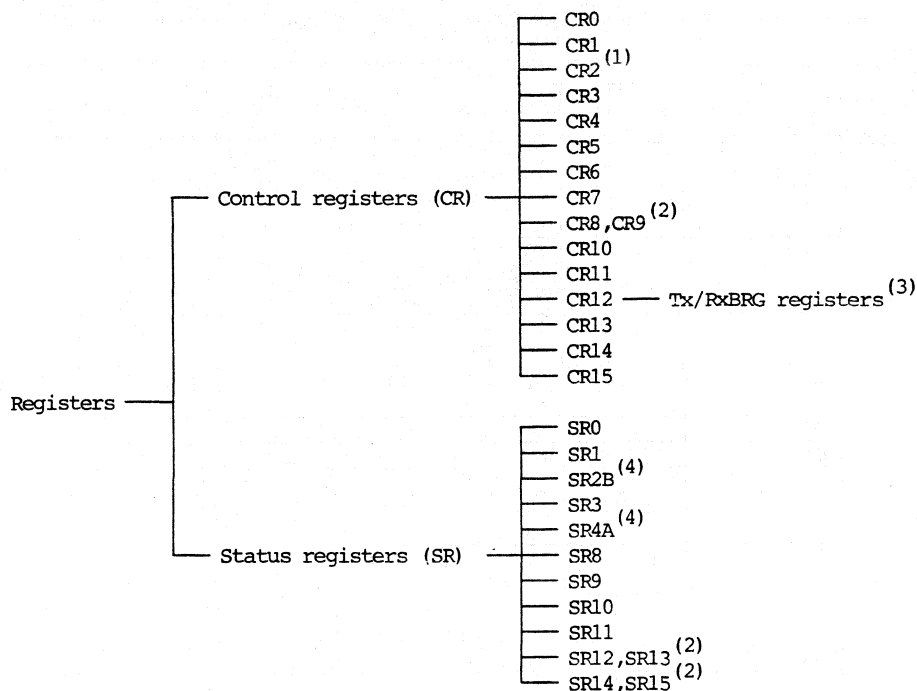 CR0
CR1
CR2 (1)
CR3
CR4
CR5
CR6
Control registers (CR)
CR7
CR8,CR9 (2)
CR10
CR11
CR12
Tx/RxBRG registers (3)
CR13
CR14
CR15
Registers
SR0
SR1
SR2B (4)
SR3
SR4A (4)
Status registers (SR)
SR8
SR9
SR10
SR11
SR12,SR13 (2)
SR14,SR15 (2)